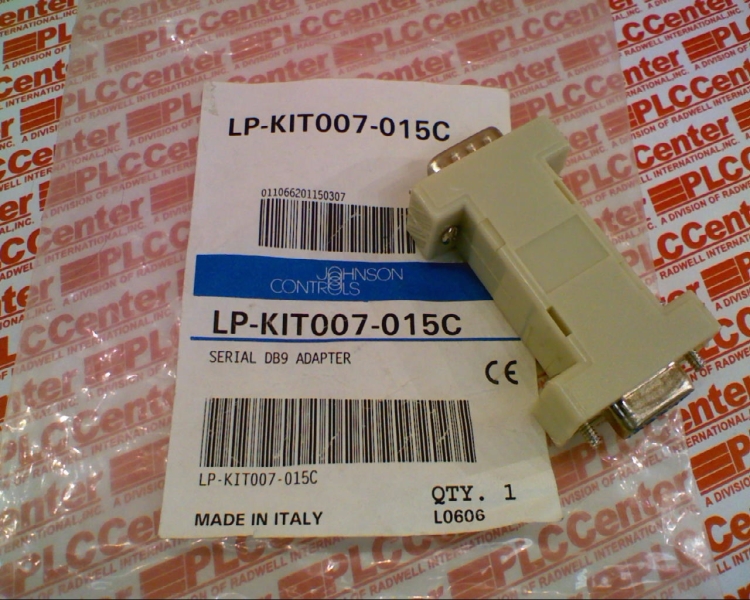 LP-KIT007-015C
011066201150307
JOHNSON
CONTROLS
LP-KIT007-015C
SERIAL DB9 ADAPTER
CE
LP-KIT007-015C
QTY. 1
MADE IN ITALY
L0606
PLCCenter
A DIVISION OF RADWELL INTERNATIONAL, INC.